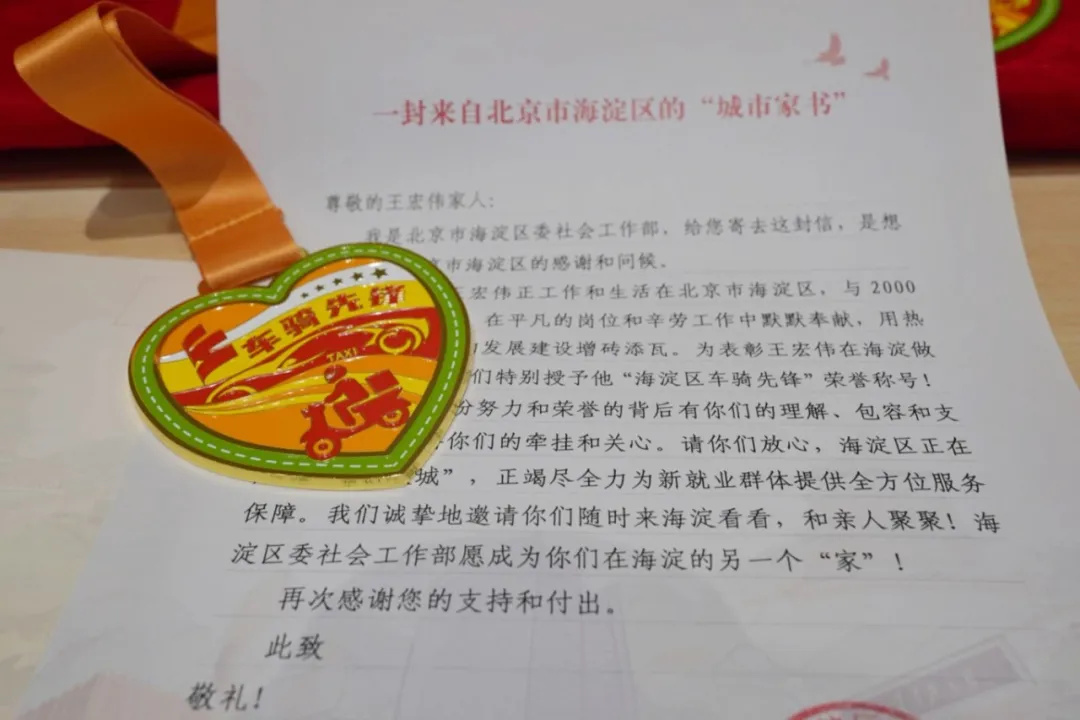 一封来自北京市海淀区的“城市家书”
尊敬的王宏伟家人：
我是北京市海淀区委社会工作部，给您寄去这封信，是想
市海淀区的感谢和问候。
宏伟正工作和生活在北京市海淀区，与2000
在平凡的岗位和辛劳工作中默默奉献，用热
发展建设增砖添瓦。为表彰王宏伟在海淀做
们特别授予他“海淀区车骑先锋”荣誉称号！
份努力和荣誉的背后有你们的理解、包容和支
你们的牵挂和关心。请你们放心，海淀区正在
城”，正竭尽全力为新就业群体提供全方位服务
保障。我们诚挚地邀请你们随时来海淀看看，和亲人聚聚！海
淀区委社会工作部愿成为你们在海淀的另一个“家”！
再次感谢您的支持和付出。
此致
敬礼！
车骑先锋
TAXI